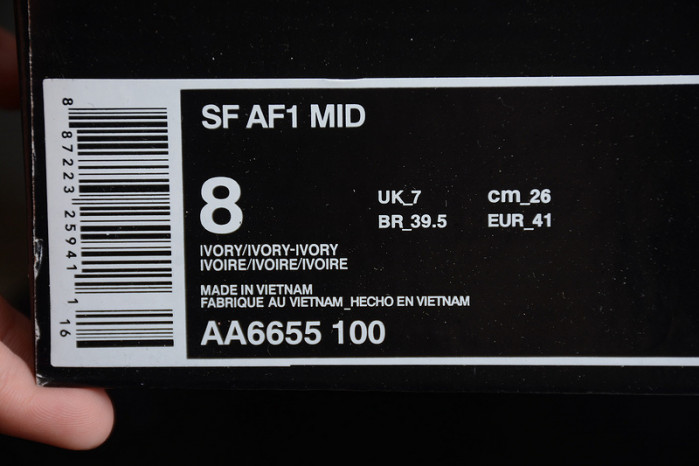 SF AF1 MID
8
UK_7 cm_26
BR_39.5 EUR_41
IVORY/IVORY-IVORY
IVOIRE/IVOIRE/IVOIRE
MADE IN VIETNAM
FABRIQUE AU VIETNAM_HECHO EN VIETNAM
AA6655 100
8 87223 25941 1 16